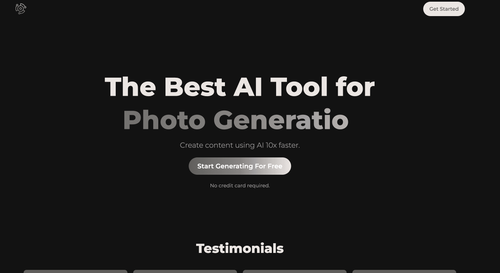 Get Started
The Best AI Tool for
Photo Generatio
Create content using AI 10x faster.
Start Generating For Free
No credit card required.
Testimonials